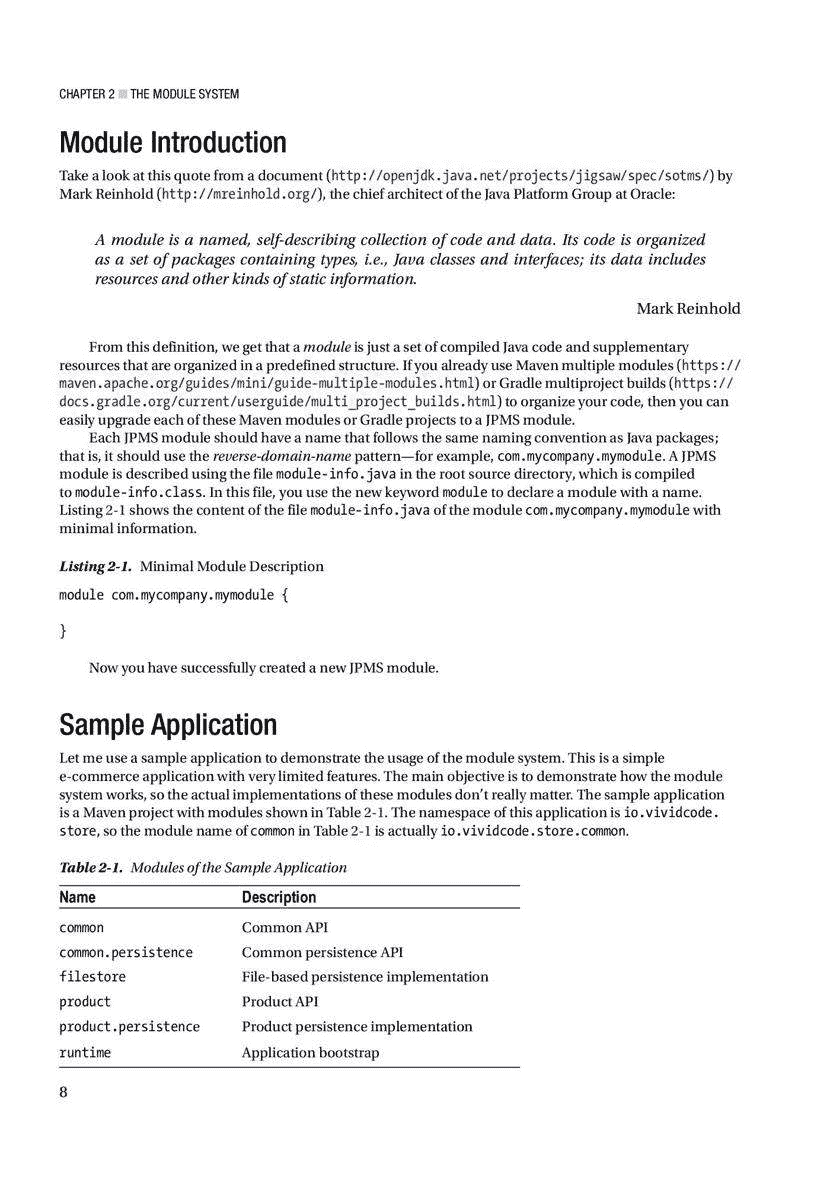 CHAPTER 2 ■ THE MODULE SYSTEM
Module Introduction
Take a look at this quote from a document (http://openjdk.java.net/projects/jigsaw/spec/sotms/) by
Mark Reinhold (http://mreinhold.org/), the chief architect of the Java Platform Group at Oracle:
A module is a named, self-describing collection of code and data. Its code is organized
as a set of packages containing types, i.e., Java classes and interfaces; its data includes
resources and other kinds of static information.
Mark Reinhold
From this definition, we get that a module is just a set of compiled Java code and supplementary
resources that are organized in a predefined structure. If you already use Maven multiple modules (https://
maven.apache.org/guides/mini/guide-multiple-modules.html) or Gradle multiproject builds (https://
docs.gradle.org/current/userguide/multi_project_builds.html) to organize your code, then you can
easily upgrade each of these Maven modules or Gradle projects to a JPMS module.
Each JPMS module should have a name that follows the same naming convention as Java packages;
that is, it should use the reverse-domain-name pattern—for example, com.mycompany.mymodule. A JPMS
module is described using the file module-info.java in the root source directory, which is compiled
to module-info.class. In this file, you use the new keyword module to declare a module with a name.
Listing 2-1 shows the content of the file module-info.java of the module com.mycompany.mymodule with
minimal information.
Listing 2-1. Minimal Module Description
module com.mycompany.mymodule {
}
Now you have successfully created a new JPMS module.
Sample Application
Let me use a sample application to demonstrate the usage of the module system. This is a simple
e-commerce application with very limited features. The main objective is to demonstrate how the module
system works, so the actual implementations of these modules don't really matter. The sample application
is a Maven project with modules shown in Table 2-1. The namespace of this application is io.vividcode.
store, so the module name of common in Table 2-1 is actually io.vividcode.store.common.
Table 2-1. Modules of the Sample Application
Name Description
common Common API
common.persistence Common persistence API
filestore File-based persistence implementation
product Product API
product.persistence Product persistence implementation
runtime Application bootstrap
8